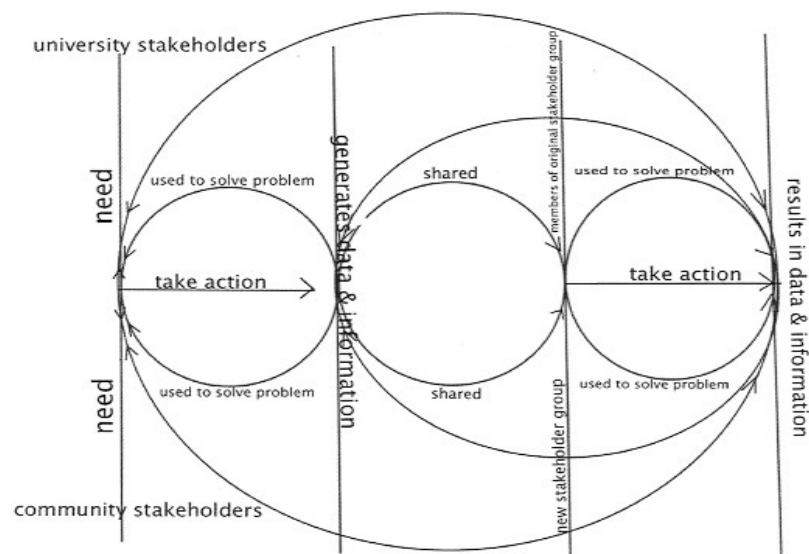 university stakeholders
need
used to solve problem
take action
used to solve problem
need
community stakeholders
generates data & information
shared
shared
members of original stakeholder group
new stakeholder group
used to solve problem
take action
used to solve problem
results in data & information